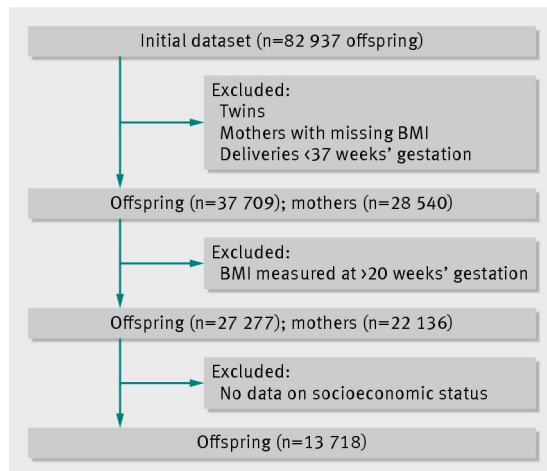 Initial dataset (n=82 937 offspring)
Excluded:
Twins
Mothers with missing BMI
Deliveries <37 weeks’ gestation
Offspring (n=37 709); mothers (n=28 540)
Excluded:
BMI measured at >20 weeks’ gestation
Offspring (n=27 277); mothers (n=22 136)
Excluded:
No data on socioeconomic status
Offspring (n=13 718)